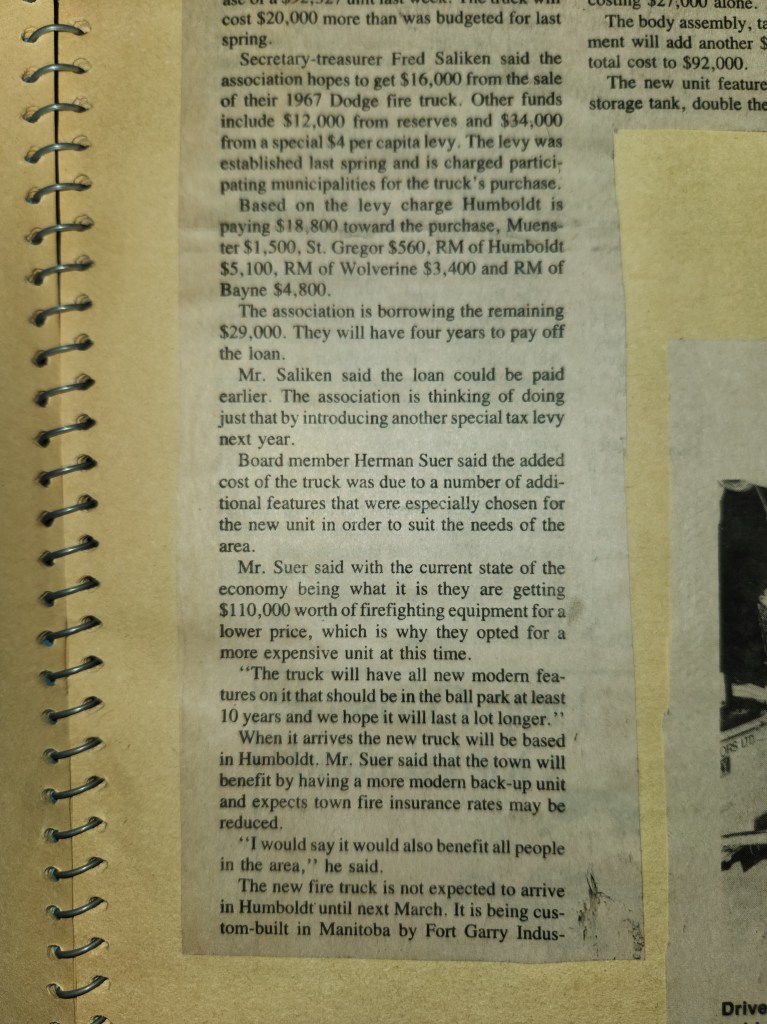 cost $20,000 more than was budgeted for last
spring.
Secretary-treasurer Fred Saliken said the
association hopes to get $16,000 from the sale
of their 1967 Dodge fire truck. Other funds
include $12,000 from reserves and $34,000
from a special $4 per capita levy. The levy was
established last spring and is charged partici-
pating municipalities for the truck's purchase.
Based on the levy charge Humboldt is
paying $18,800 toward the purchase, Muens-
ter $1,500, St. Gregor $560, RM of Humboldt
$5,100, RM of Wolverine $3,400 and RM of
Bayne $4,800.
The association is borrowing the remaining
$29,000. They will have four years to pay off
the loan.
Mr. Saliken said the loan could be paid
earlier. The association is thinking of doing
just that by introducing another special tax levy
next year.
Board member Herman Suer said the added
cost of the truck was due to a number of addi-
tional features that were especially chosen for
the new unit in order to suit the needs of the
area.
Mr. Suer said with the current state of the
economy being what it is they are getting
$110,000 worth of firefighting equipment for a
lower price, which is why they opted for a
more expensive unit at this time.
"The truck will have all new modern fea-
tures on it that should be in the ball park at least
10 years and we hope it will last a lot longer."
When it arrives the new truck will be based
in Humboldt. Mr. Suer said that the town will
benefit by having a more modern back-up unit
and expects town fire insurance rates may be
reduced.
"I would say it would also benefit all people
in the area," he said.
The new fire truck is not expected to arrive
in Humboldt until next March. It is being cus-
tom-built in Manitoba by Fort Garry Indus-
costing $27,000 alone.
The body assembly, ta
ment will add another $
total cost to $92,000.
The new unit feature
storage tank, double the
RS LTD
Drive